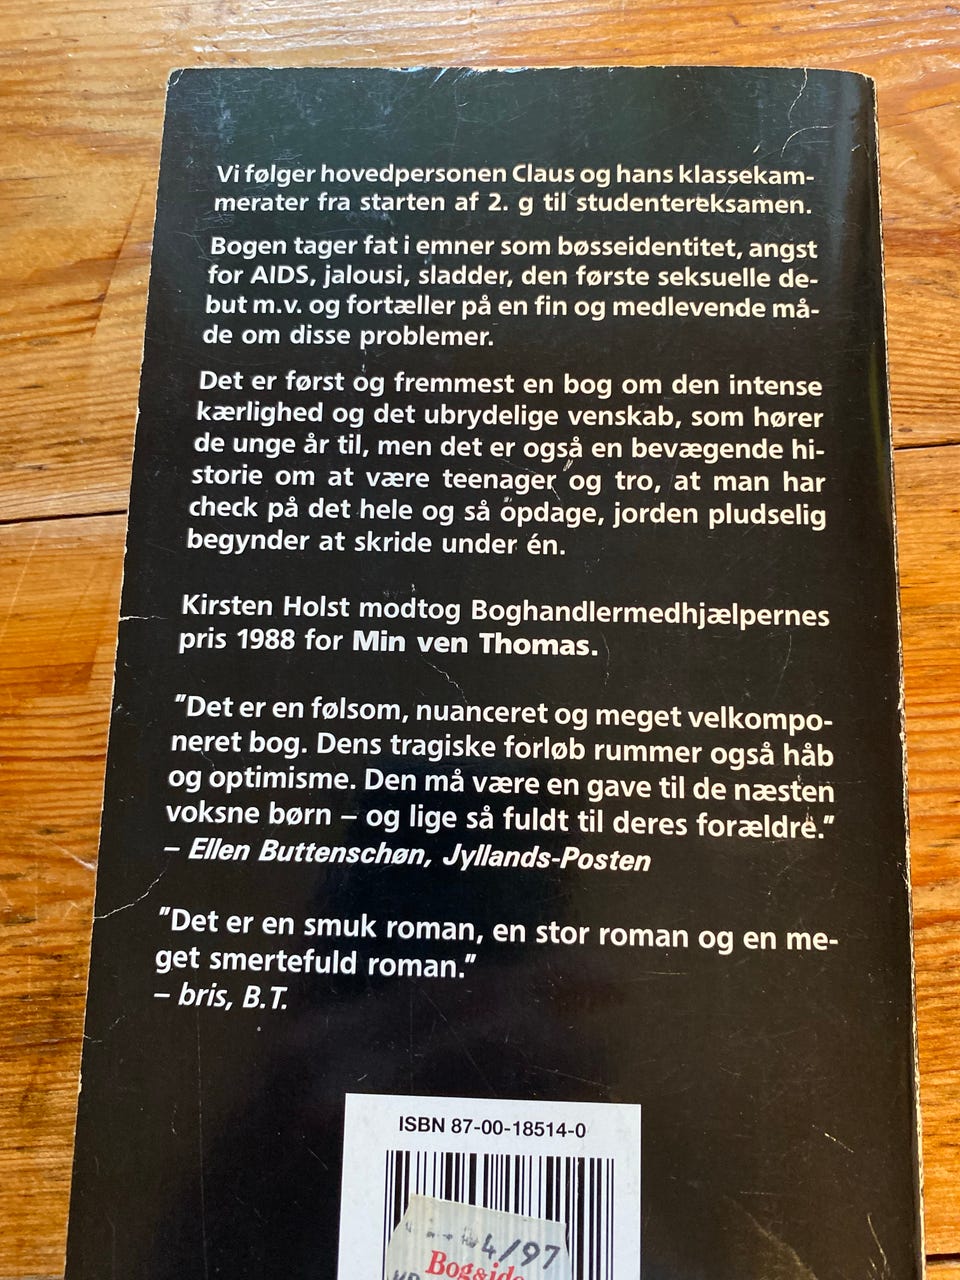 Vi følger hovedpersonen Claus og hans klassekam-
merater fra starten af 2. g til studentereksamen.
Bogen tager fat i emner som bøsseidentitet, angst
for AIDS, jalousi, sladder, den første seksuelle de-
but m.v. og fortæller på en fin og medlevende må-
de om disse problemer.
Det er først og fremmest en bog om den intense
kærlighed og det ubrydelige venskab, som hører
de unge år til, men det er også en bevægende hi-
storie om at være teenager og tro, at man har
check på det hele og så opdage, jorden pludselig
begynder at skride under én.
Kirsten Holst modtog Boghandlermedhjælpernes
pris 1988 for Min ven Thomas.
"Det er en følsom, nuanceret og meget velkompo-
neret bog. Dens tragiske forløb rummer også håb
og optimisme. Den må være en gave til de næsten
voksne børn – og lige så fuldt til deres forældre."
– Ellen Buttenschøn, Jyllands-Posten
"Det er en smuk roman, en stor roman og en me-
get smertefuld roman."
– bris, B.T.
ISBN 87-00-18514-0
4/97
Bog&ide